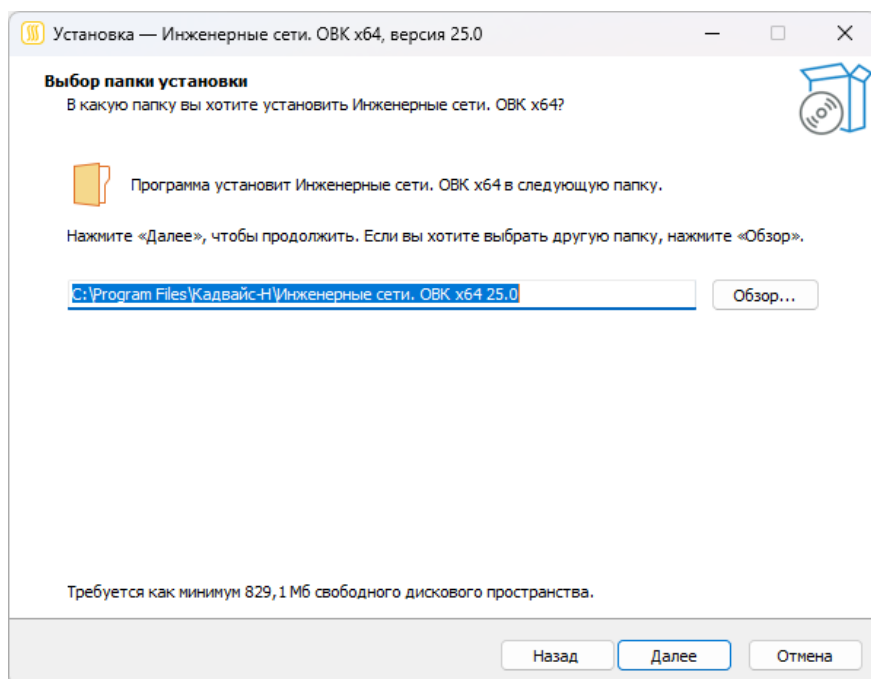 Установка — Инженерные сети. ОВК x64, версия 25.0
Выбор папки установки
В какую папку вы хотите установить Инженерные сети. ОВК x64?
Программа установит Инженерные сети. ОВК x64 в следующую папку.
Нажмите «Далее», чтобы продолжить. Если вы хотите выбрать другую папку, нажмите «Обзор».
C:\Program Files\Кадвайс-Н\Инженерные сети. ОВК x64 25.0
Обзор...
Требуется как минимум 829,1 Мб свободного дискового пространства.
Назад
Далее
Отмена